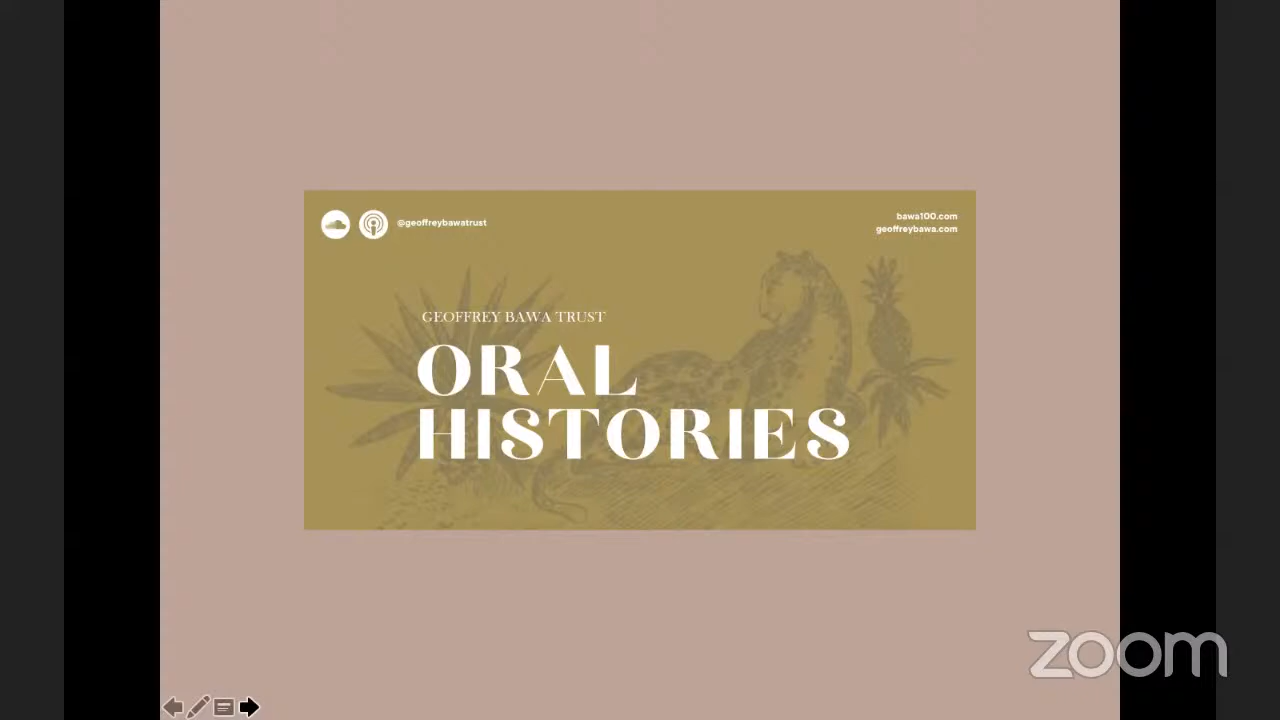 @geoffreybawatrust
bawa100.com
geoffreybawa.com
GEOFFREY BAWA TRUST
ORAL
HISTORIES
zoom